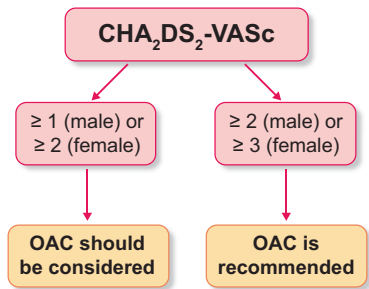 CHA₂DS₂-VASc
≥ 1 (male) or
≥ 2 (female)
≥ 2 (male) or
≥ 3 (female)
OAC should
be considered
OAC is
recommended